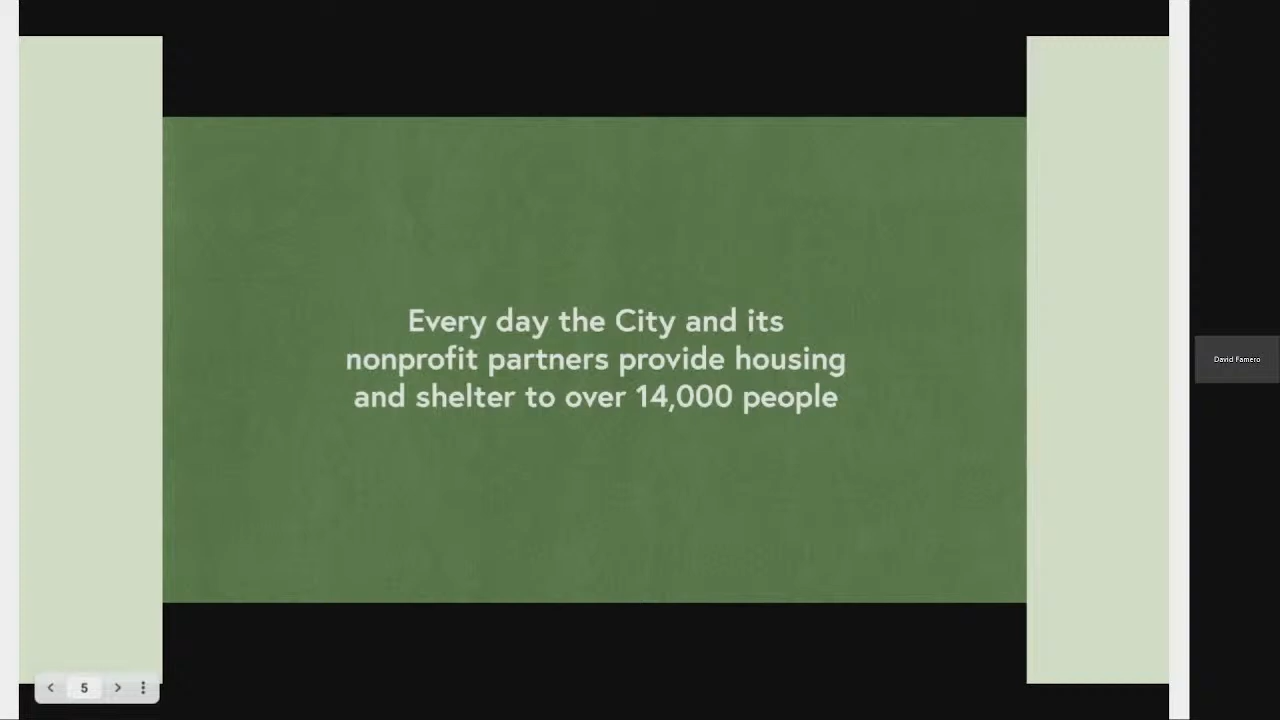 Every day the City and its
nonprofit partners provide housing
and shelter to over 14,000 people
David Famero
5